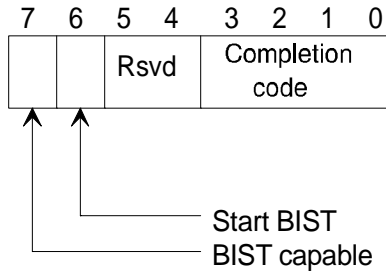 7 6 5 4 3 2 1 0
Rsvd
Completion
code
Start BIST
BIST capable